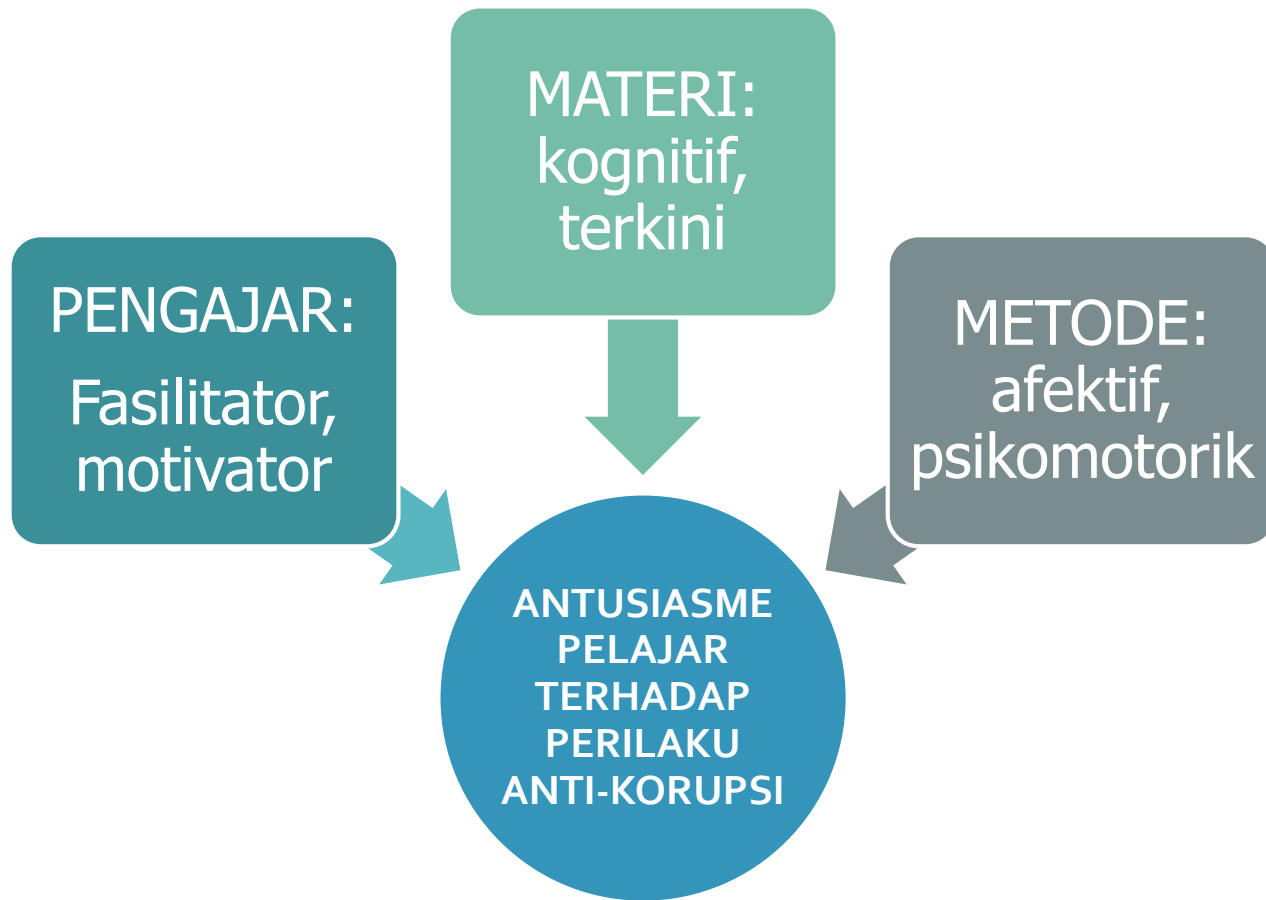 MATERI:
kognitif,
terkini
PENGAJAR:
Fasilitator,
motivator
METODE:
afektif,
psikomotorik
ANTUSIASME
PELAJAR
TERHADAP
PERILAKU
ANTI-KORUPSI